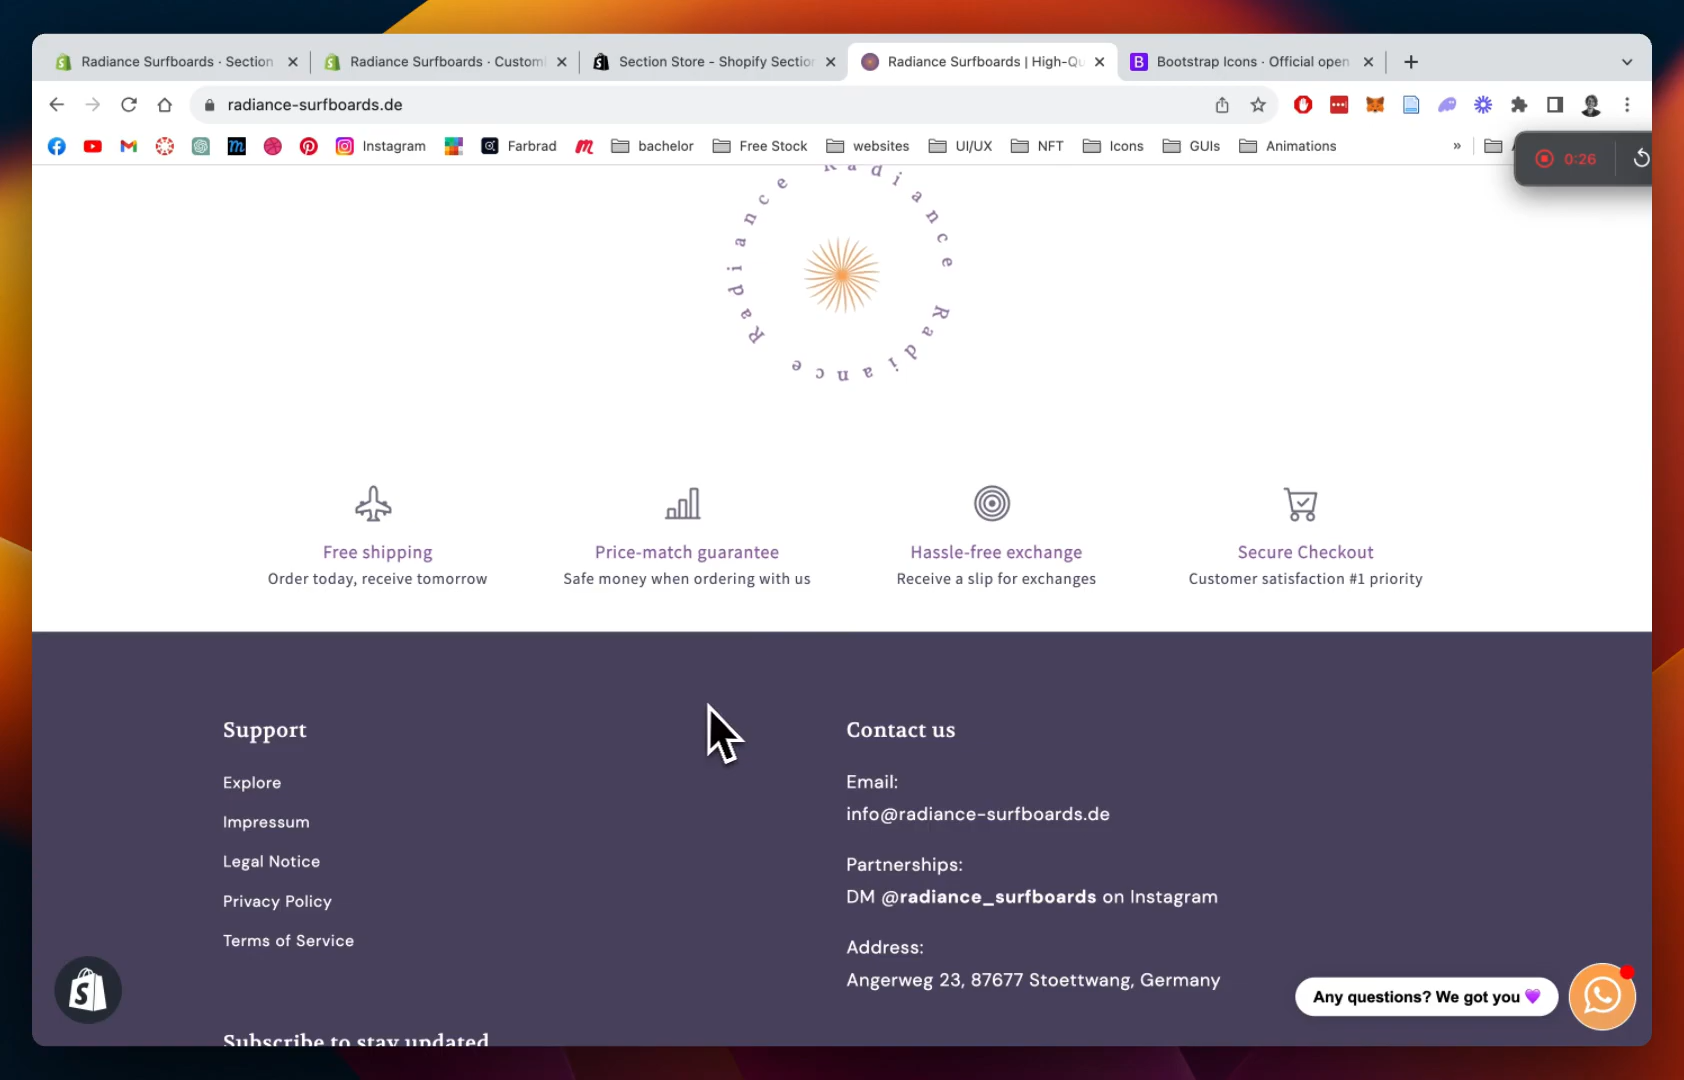 Radiance Surfboards · Section
Radiance Surfboards · Custom
Section Store - Shopify Section
Radiance Surfboards | High-Qu
Bootstrap Icons · Official open
radiance-surfboards.de
Instagram
Farbrad
bachelor
Free Stock
websites
UI/UX
NFT
Icons
GUIs
Animations
»
0:26
Radiance Radiance Radiance
Free shipping
Order today, receive tomorrow
Price-match guarantee
Safe money when ordering with us
Hassle-free exchange
Receive a slip for exchanges
Secure Checkout
Customer satisfaction #1 priority
Support
Explore
Impressum
Legal Notice
Privacy Policy
Terms of Service
Subscribe to stay updated
Contact us
Email:
info@radiance-surfboards.de
Partnerships:
DM @radiance_surfboards on Instagram
Address:
Angerweg 23, 87677 Stoettwang, Germany
Any questions? We got you 💜